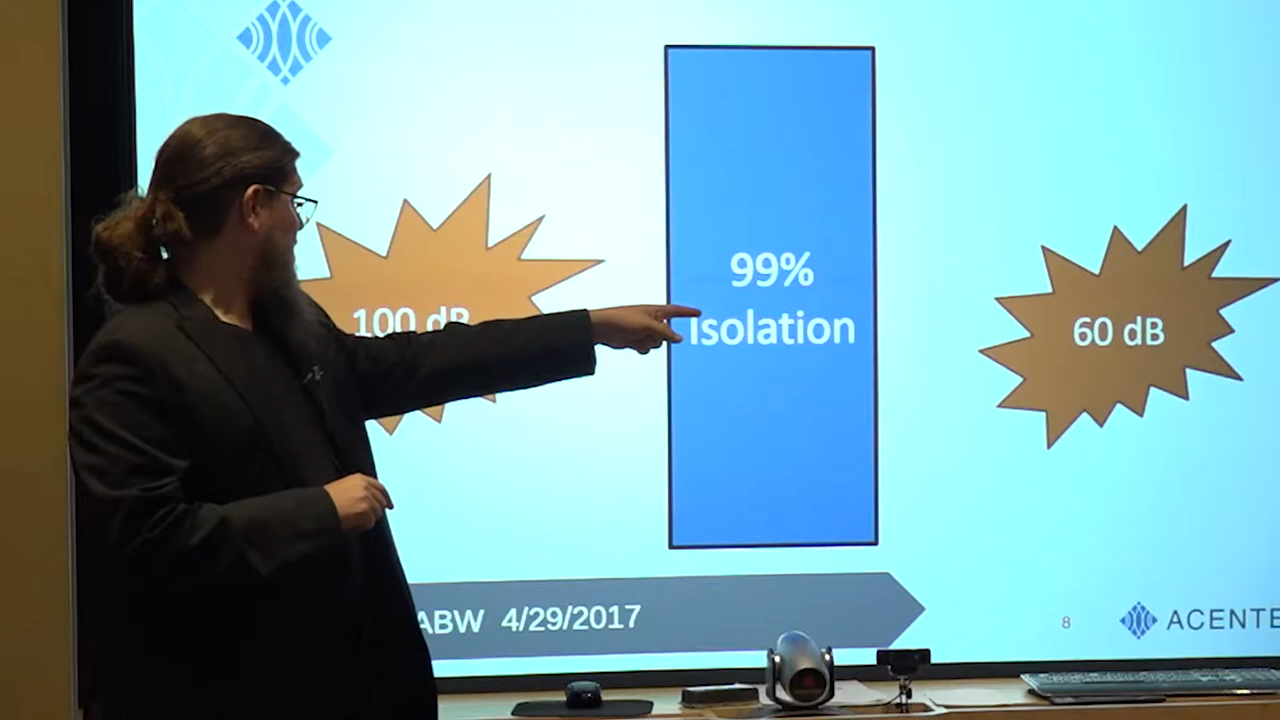 100 dB
99%
Isolation
60 dB
ABW 4/29/2017
8
ACENTE